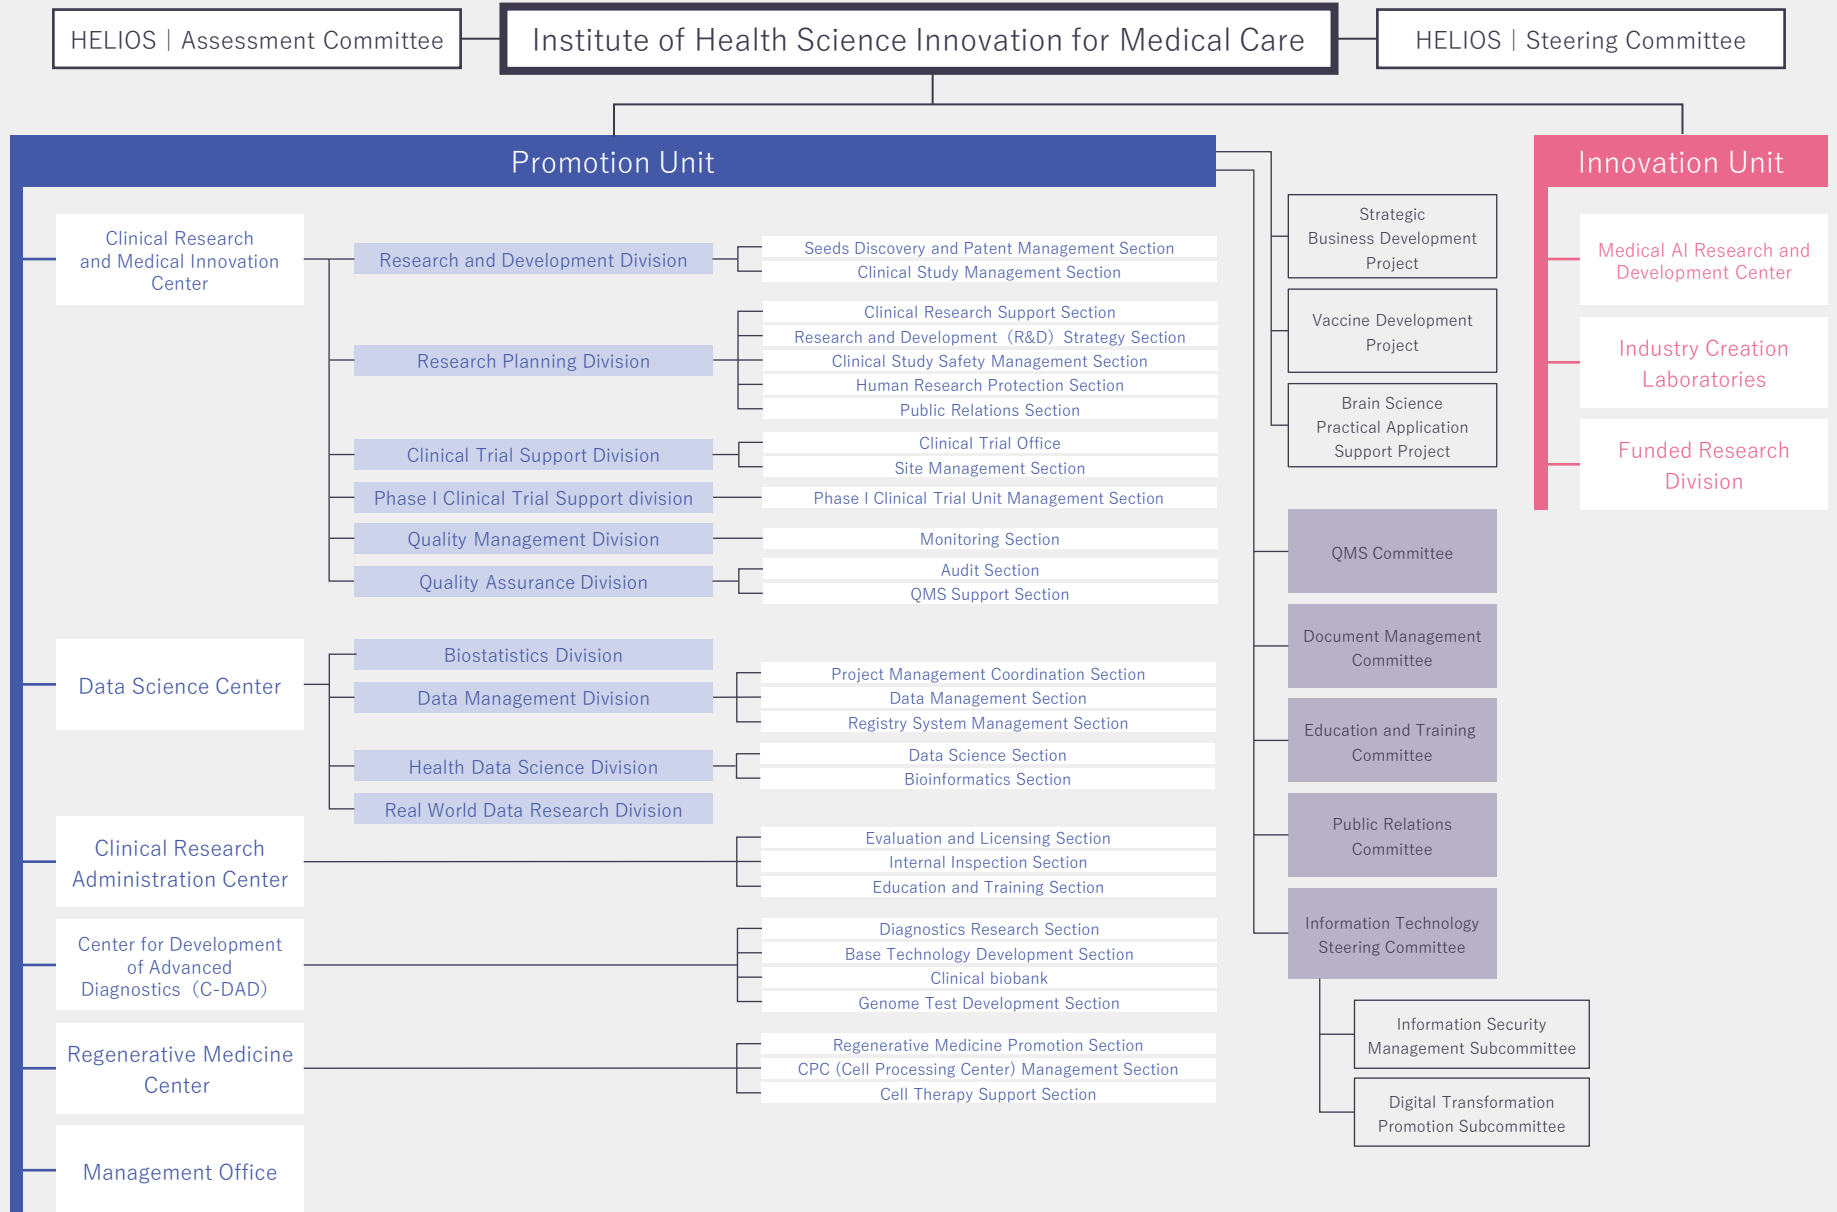 HELIOS | Assessment Committee
Institute of Health Science Innovation for Medical Care
HELIOS | Steering Committee
Promotion Unit
Clinical Research
and Medical Innovation
Center
Research and Development Division
Seeds Discovery and Patent Management Section
Clinical Study Management Section
Research Planning Division
Clinical Research Support Section
Research and Development（R&D）Strategy Section
Clinical Study Safety Management Section
Human Research Protection Section
Public Relations Section
Clinical Trial Support Division
Clinical Trial Office
Site Management Section
Phase I Clinical Trial Support division
Phase I Clinical Trial Unit Management Section
Quality Management Division
Monitoring Section
Quality Assurance Division
Audit Section
QMS Support Section
Data Science Center
Biostatistics Division
Data Management Division
Project Management Coordination Section
Data Management Section
Registry System Management Section
Health Data Science Division
Data Science Section
Bioinformatics Section
Real World Data Research Division
Clinical Research
Administration Center
Evaluation and Licensing Section
Internal Inspection Section
Education and Training Section
Center for Development
of Advanced
Diagnostics（C-DAD）
Diagnostics Research Section
Base Technology Development Section
Clinical biobank
Genome Test Development Section
Regenerative Medicine
Center
Regenerative Medicine Promotion Section
CPC (Cell Processing Center) Management Section
Cell Therapy Support Section
Management Office
Strategic
Business Development
Project
Vaccine Development
Project
Brain Science
Practical Application
Support Project
QMS Committee
Document Management
Committee
Education and Training
Committee
Public Relations
Committee
Information Technology
Steering Committee
Information Security
Management Subcommittee
Digital Transformation
Promotion Subcommittee
Innovation Unit
Medical AI Research and
Development Center
Industry Creation
Laboratories
Funded Research
Division